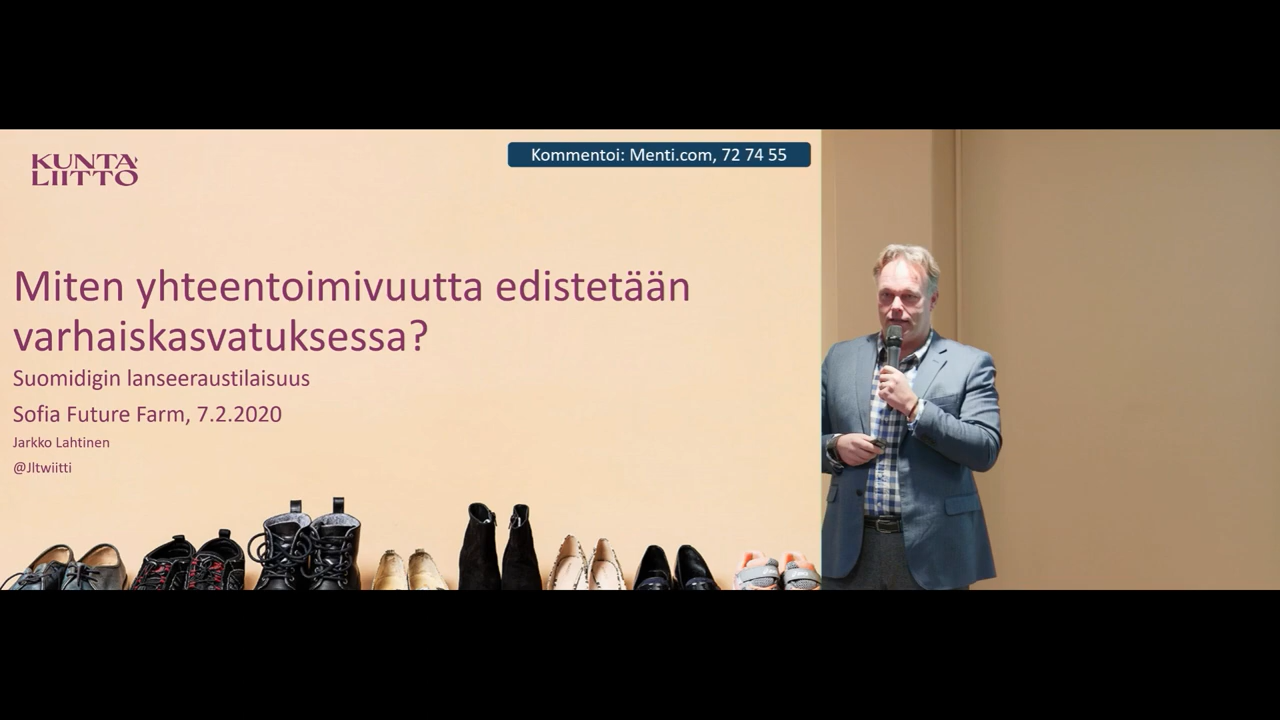 KUNTA
LIITTO
Kommentoi: Menti.com, 72 74 55
Miten yhteentoimivuutta edistetään
varhaiskasvatuksessa?
Suomidigin lanseeraustilaisuus
Sofia Future Farm, 7.2.2020
Jarkko Lahtinen
@Jltwiitti